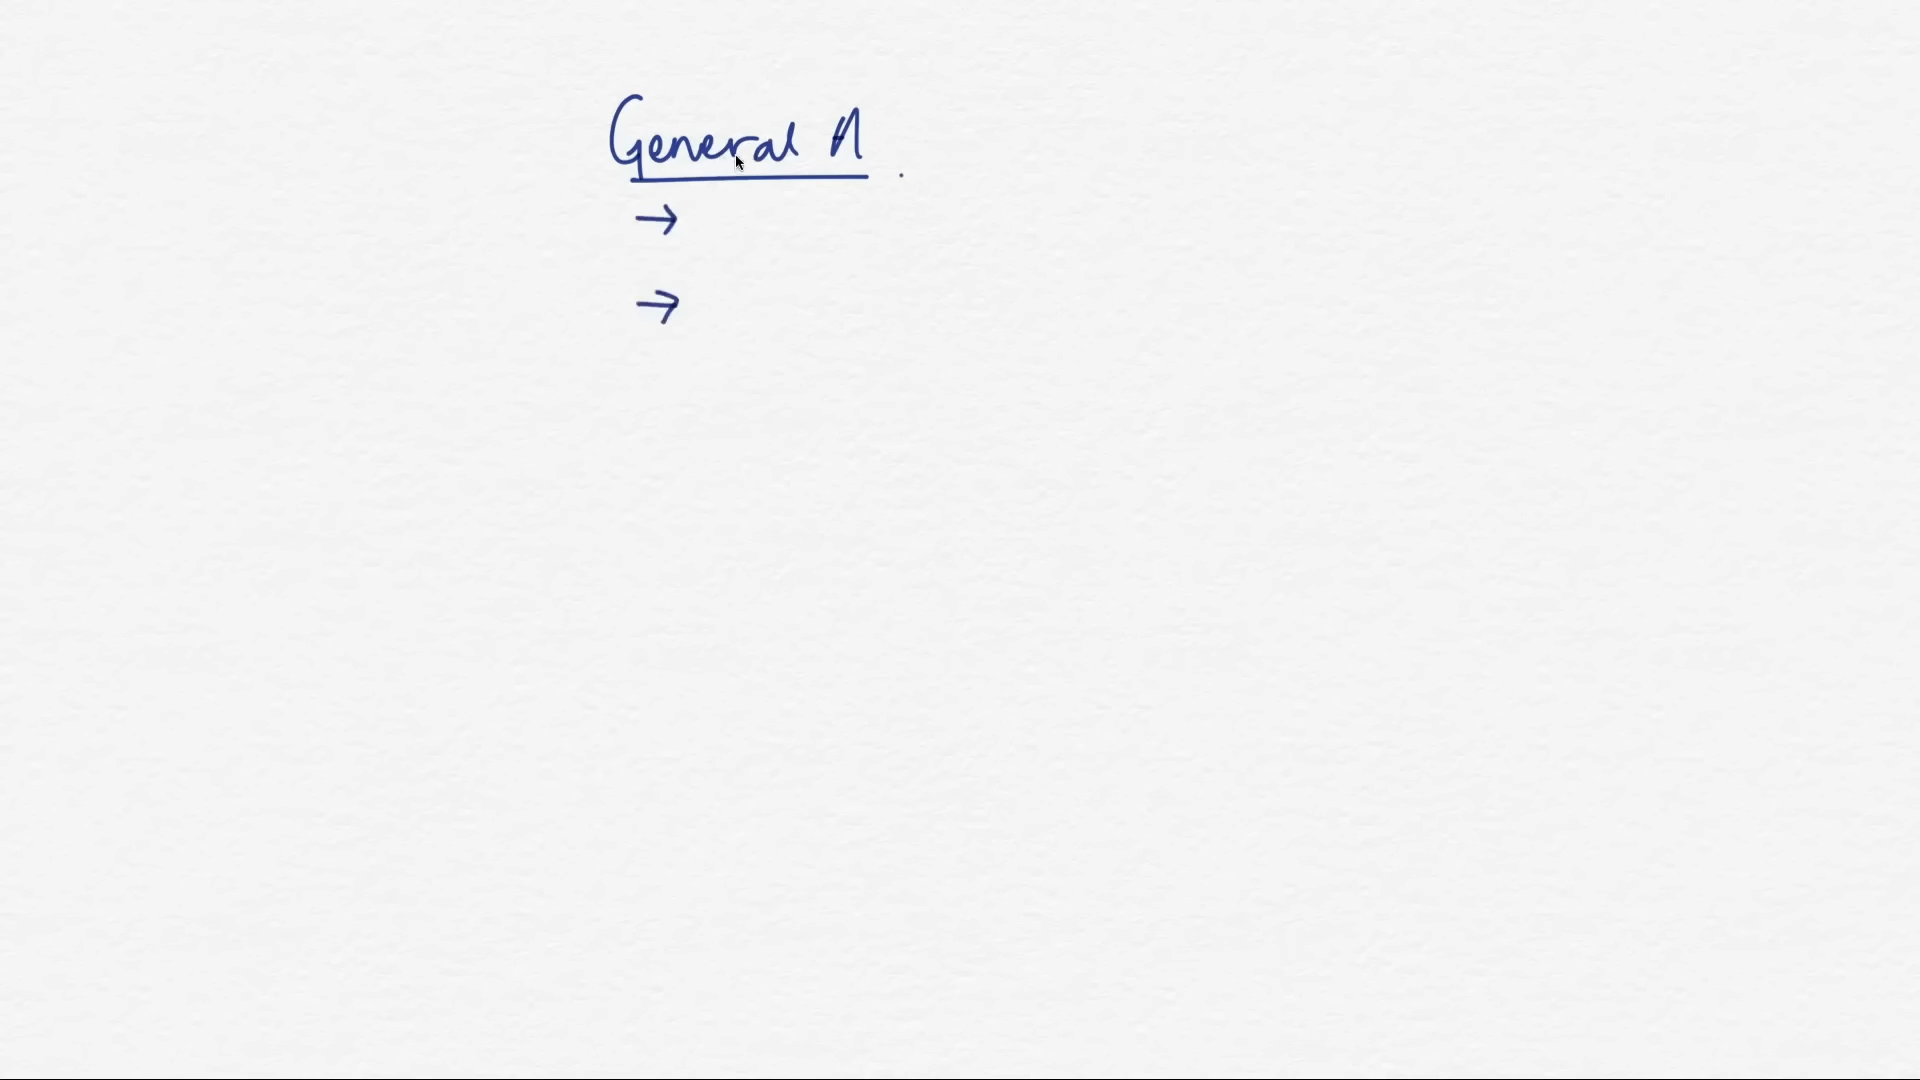 General A
→
→